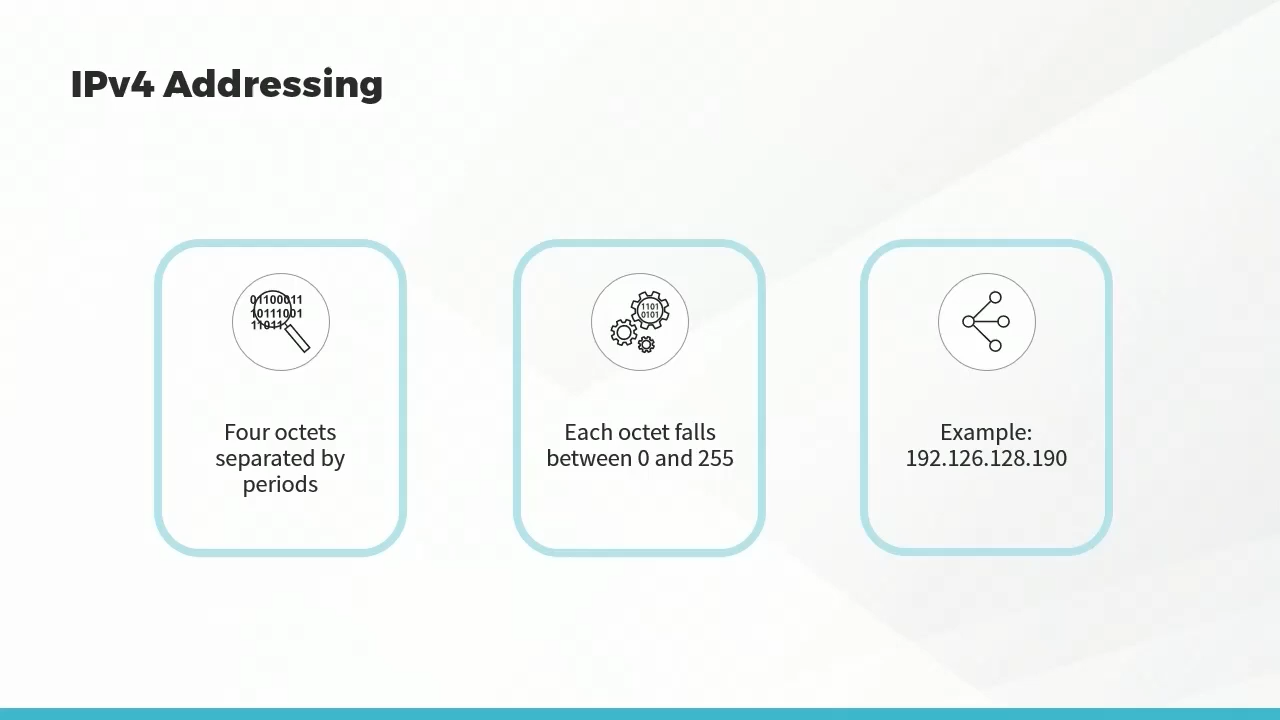 IPv4 Addressing
01100011
10111001
11011
1101
0101
Four octets
separated by
periods
Each octet falls
between 0 and 255
Example:
192.126.128.190